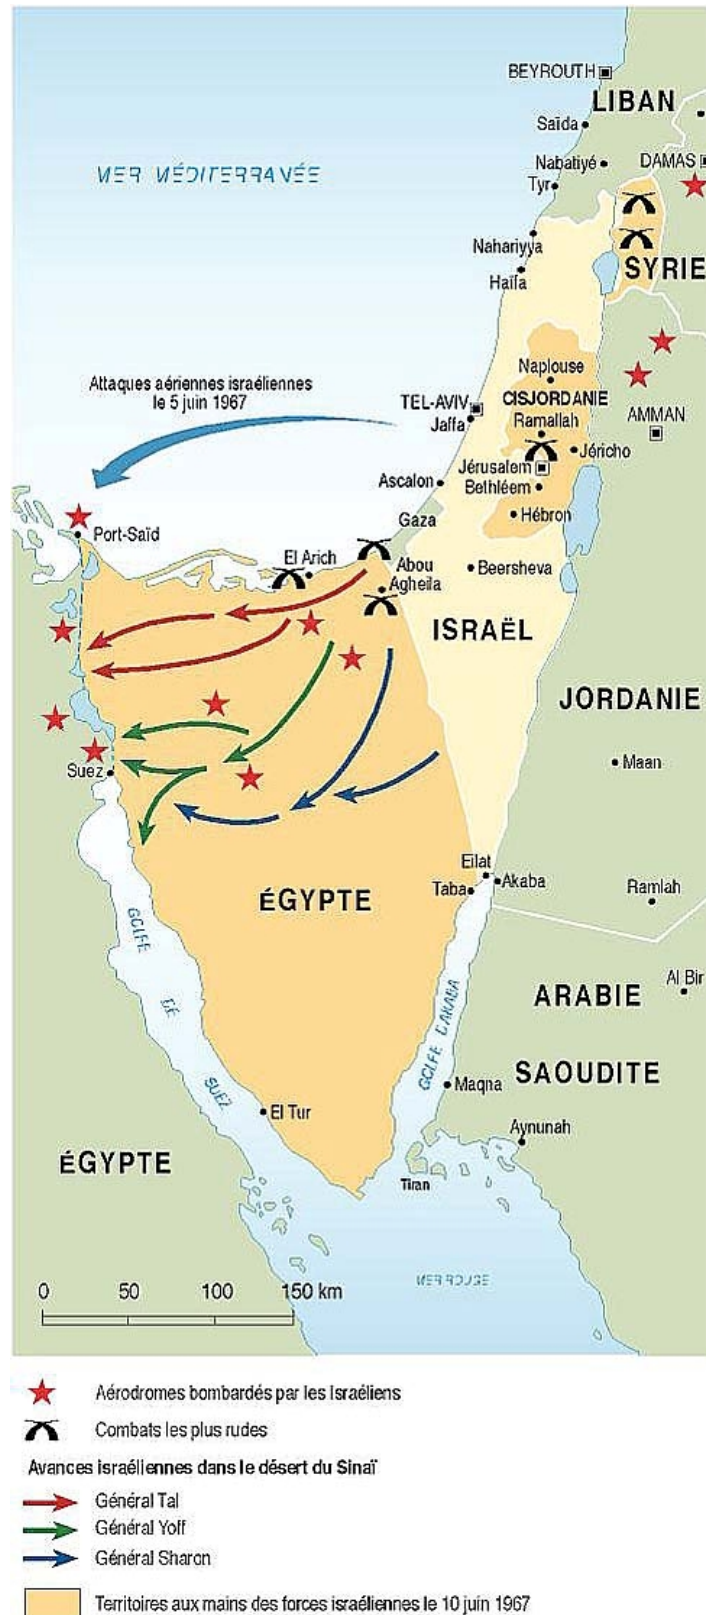 BEYROUTH
LIBAN
Saïda
Nabatiyé
DAMAS
Tyr
MER MÉDITERRANÉE
Nahariyya
SYRIE
Haïfa
Naplouse
Attaques aériennes israéliennes
le 5 juin 1967
CISJORDANIE
TEL-AVIV
Jaffa
Ramallah
AMMAN
Jéricho
Jérusalem
Ascalon
Bethléem
Gaza
Hébron
Port-Saïd
El Arich
Abou
Agheila
Beersheva
ISRAËL
JORDANIE
Maan
Suez
Eilat
Taba
Akaba
Ramlah
ÉGYPTE
GOLFE DE SUEZ
GOLFE D'AKABA
Al Bir
ARABIE
SAOUDITE
Maqna
El Tur
Aynunah
ÉGYPTE
Tiran
MER ROUGE
0 50 100 150 km
Aérodromes bombardés par les Israéliens
Combats les plus rudes
Avances israéliennes dans le désert du Sinaï
Général Tal
Général Yoff
Général Sharon
Territoires aux mains des forces israéliennes le 10 juin 1967